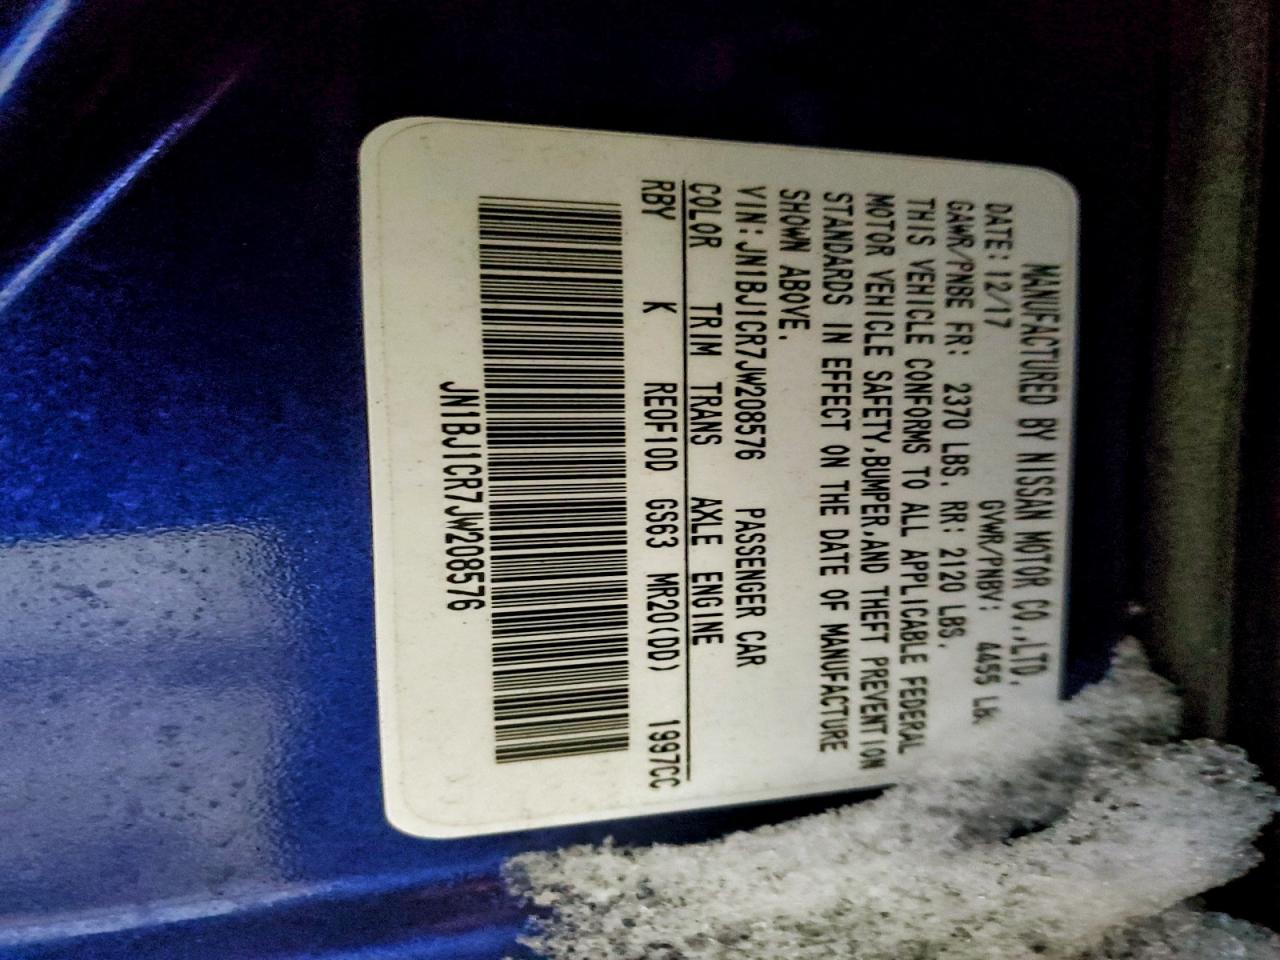 MANUFACTURED BY NISSAN MOTOR CO.,LTD.
DATE: 12/17 GVWR/PNBV: 4455 LB.
GAWR/PNBE FR: 2370 LBS. RR: 2120 LBS.
THIS VEHICLE CONFORMS TO ALL APPLICABLE FEDERAL
MOTOR VEHICLE SAFETY,BUMPER,AND THEFT PREVENTION
STANDARDS IN EFFECT ON THE DATE OF MANUFACTURE
SHOWN ABOVE.
VIN: JN1BJ1CR7JW208576 PASSENGER CAR
COLOR TRIM TRANS AXLE ENGINE
RBY K RE0F10D GS63 MR20(DD) 1997CC
JN1BJ1CR7JW208576